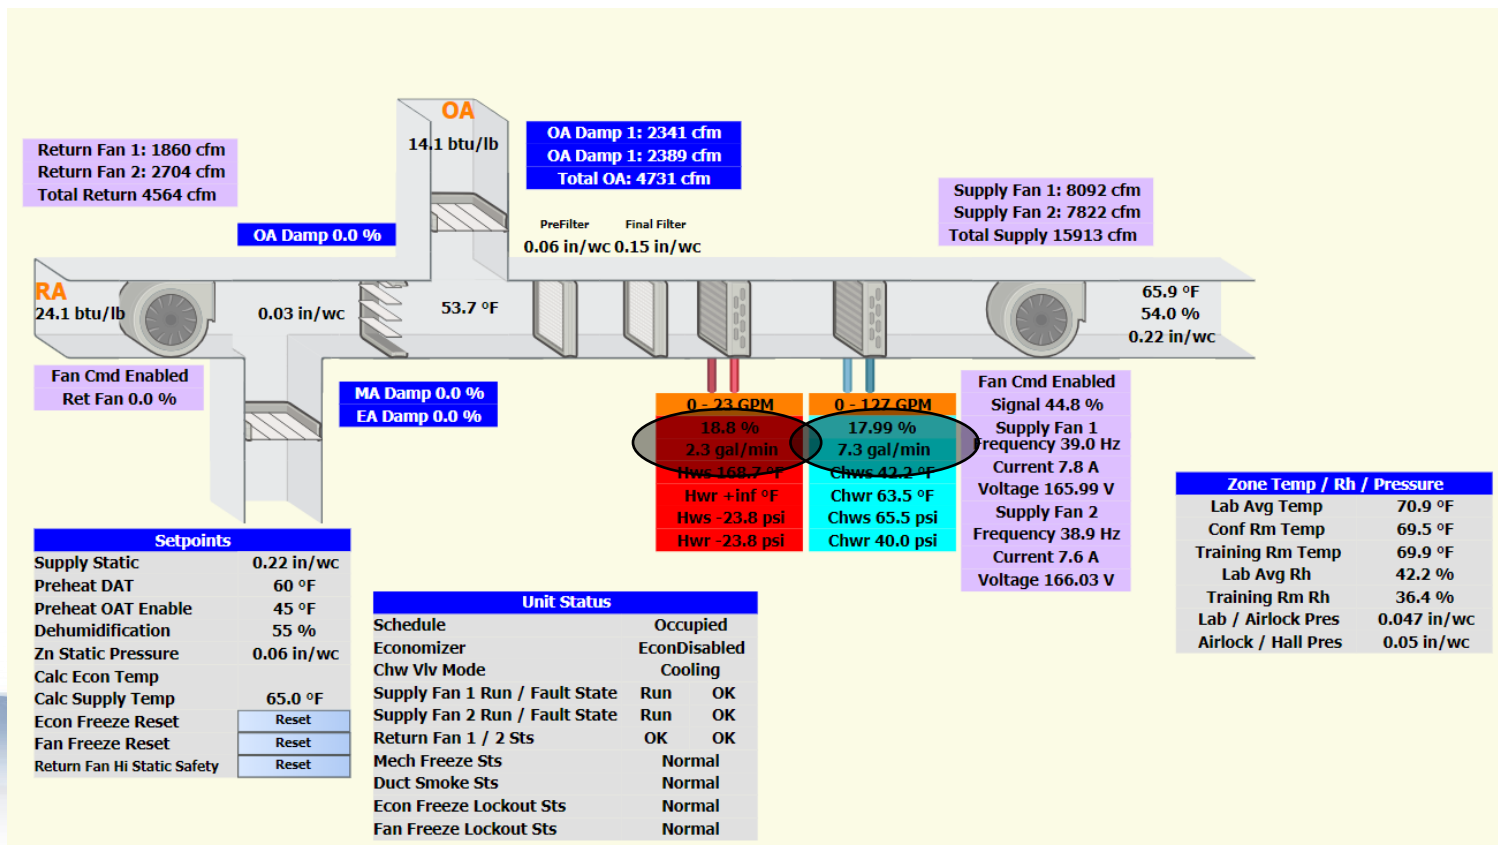 OA
14.1 btu/lb
OA Damp 1: 2341 cfm
OA Damp 1: 2389 cfm
Total OA: 4731 cfm
Return Fan 1: 1860 cfm
Return Fan 2: 2704 cfm
Total Return 4564 cfm
Supply Fan 1: 8092 cfm
Supply Fan 2: 7822 cfm
Total Supply 15913 cfm
OA Damp 0.0 %
PreFilter
0.06 in/wc
Final Filter
0.15 in/wc
RA
24.1 btu/lb
0.03 in/wc
53.7 ºF
65.9 ºF
54.0 %
0.22 in/wc
Fan Cmd Enabled
Ret Fan 0.0 %
MA Damp 0.0 %
EA Damp 0.0 %
0 - 23 GPM
18.8 %
2.3 gal/min
Hws 168.7 ºF
Hwr +inf ºF
Hws -23.8 psi
Hwr -23.8 psi
0 - 127 GPM
17.99 %
7.3 gal/min
Chws 42.2 ºF
Chwr 63.5 ºF
Chws 65.5 psi
Chwr 40.0 psi
Fan Cmd Enabled
Signal 44.8 %
Supply Fan 1
Frequency 39.0 Hz
Current 7.8 A
Voltage 165.99 V
Supply Fan 2
Frequency 38.9 Hz
Current 7.6 A
Voltage 166.03 V
Zone Temp / Rh / Pressure
Lab Avg Temp 70.9 ºF
Conf Rm Temp 69.5 ºF
Training Rm Temp 69.9 ºF
Lab Avg Rh 42.2 %
Training Rm Rh 36.4 %
Lab / Airlock Pres 0.047 in/wc
Airlock / Hall Pres 0.05 in/wc
Setpoints
Supply Static 0.22 in/wc
Preheat DAT 60 ºF
Preheat OAT Enable 45 ºF
Dehumidification 55 %
Zn Static Pressure 0.06 in/wc
Calc Econ Temp
Calc Supply Temp 65.0 ºF
Econ Freeze Reset Reset
Fan Freeze Reset Reset
Return Fan Hi Static Safety Reset
Unit Status
Schedule Occupied
Economizer EconDisabled
Chw Vlv Mode Cooling
Supply Fan 1 Run / Fault State Run OK
Supply Fan 2 Run / Fault State Run OK
Return Fan 1 / 2 Sts OK OK
Mech Freeze Sts Normal
Duct Smoke Sts Normal
Econ Freeze Lockout Sts Normal
Fan Freeze Lockout Sts Normal